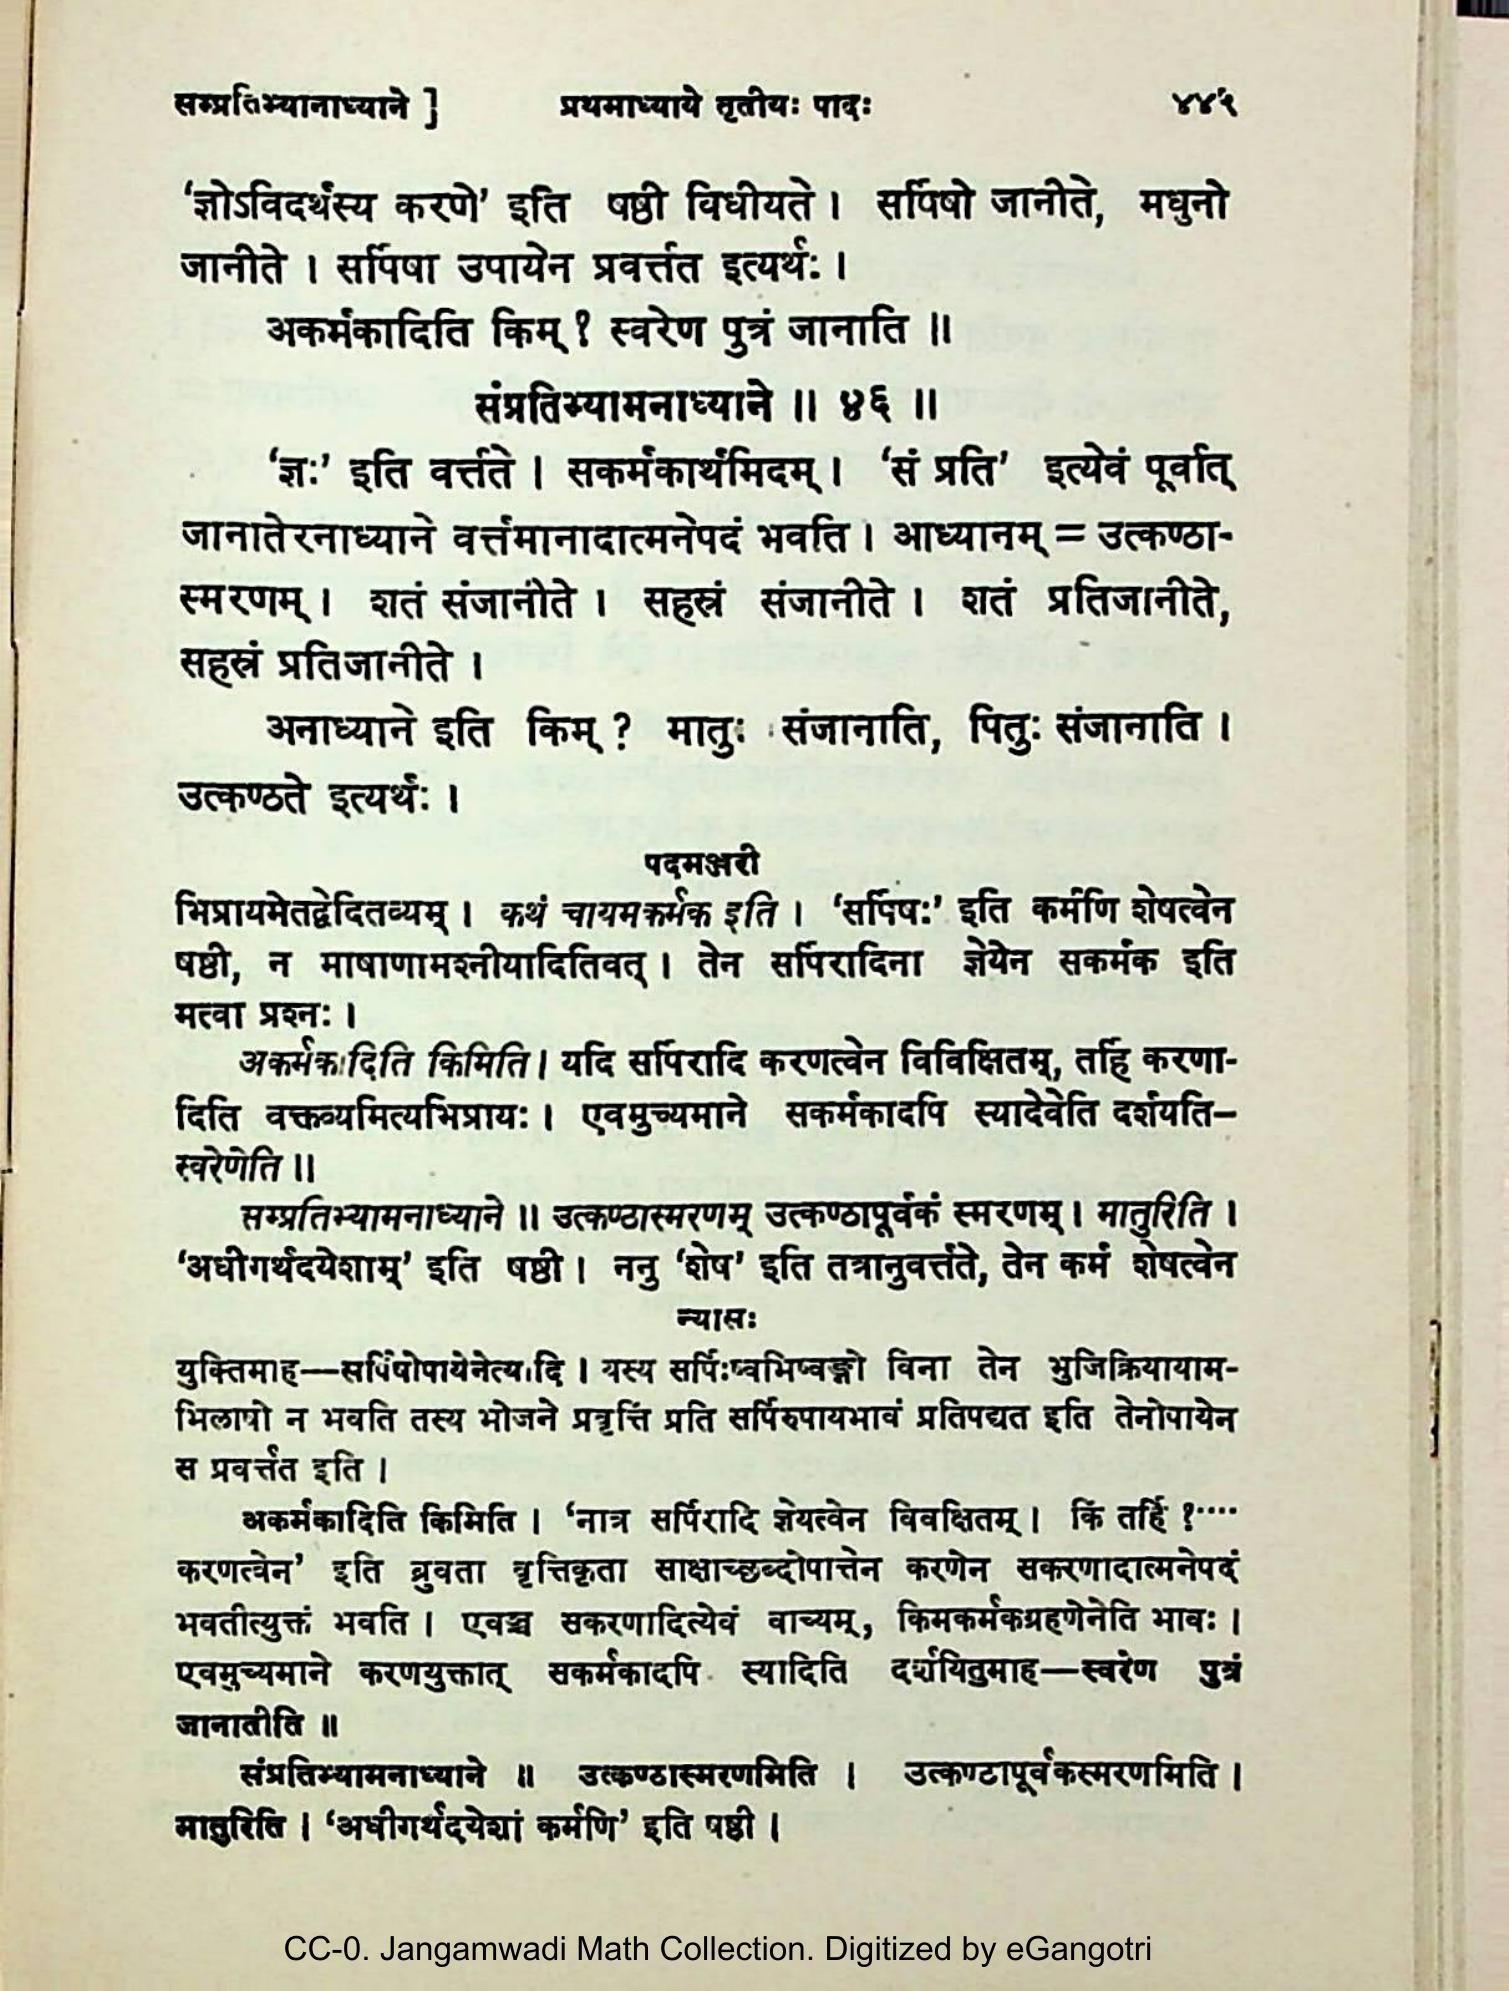 सम्प्रतिभ्यानाध्याने ] प्रथमाध्याये तृतीयः पादः ४४५
‘ज्ञोऽविदर्थस्य करणे’ इति षष्ठी विधीयते । सर्पिषो जानीते, मधुनो
जानीते । सर्पिषा उपायेन प्रवर्त्तत इत्यर्थः ।
अकर्मकादिति किम् ? स्वरेण पुत्रं जानाति ॥
संप्रतिभ्यामनाध्याने ॥ ४६ ॥
‘ज्ञः’ इति वर्त्तते । सकर्मकार्थमिदम् । ‘सं प्रति’ इत्येवं पूर्वात्
जानातेरनाध्याने वर्त्तमानादात्मनेपदं भवति । आध्यानम् = उत्कण्ठा-
स्मरणम् । शतं संजानीते । सहस्रं संजानीते । शतं प्रतिजानीते,
सहस्रं प्रतिजानीते ।
अनाध्याने इति किम् ? मातुः संजानाति, पितुः संजानाति ।
उत्कण्ठते इत्यर्थः ।
पदमञ्जरी
भिप्रायमेतद्वेदितव्यम् । कथं चायमकर्मक इति । ‘सर्पिषः’ इति कर्मणि शेषत्वेन
षष्ठी, न माषाणामश्नीयादितिवत् । तेन सर्पिरादिना ज्ञेयेन सकर्मक इति
मत्वा प्रश्नः ।
अकर्मकादिति किमिति । यदि सर्पिरादि करणत्वेन विविक्षितम्, तर्हि करणा-
दिति वक्तव्यमित्यभिप्रायः । एवमुच्यमाने सकर्मकादपि स्यादेवेति दर्शयति–
स्वरेणेति ॥
सम्प्रतिभ्यामनाध्याने ॥ उत्कण्ठास्मरणम् उत्कण्ठापूर्वकं स्मरणम् । मातुरिति ।
‘अधीगर्थदयेशाम्’ इति षष्ठी । ननु ‘शेष’ इति तत्रानुवर्त्तते, तेन कर्म शेषत्वेन
न्यासः
युक्तिमाह—सर्पिषोपायेनेत्यादि । यस्य सर्पिःष्वभिष्वङ्गो विना तेन भुजिक्रियायाम-
भिलाषो न भवति तस्य भोजने प्रवृत्तिं प्रति सर्पिरुपायभावं प्रतिपद्यत इति तेनोपायेन
स प्रवर्त्तत इति ।
अकर्मकादिति किमिति । ‘नात्र सर्पिरादि ज्ञेयत्वेन विवक्षितम् । किं तर्हि ?····
करणत्वेन’ इति ब्रुवता वृत्तिकृता साक्षाच्छब्दोपात्तेन करणेन सकरणादात्मनेपदं
भवतीत्युक्तं भवति । एवञ्च सकरणादित्येवं वाच्यम्, किमकर्मकग्रहणेनेति भावः ।
एवमुच्यमाने करणयुक्तात् सकर्मकादपि स्यादिति दर्शयितुमाह—स्वरेण पुत्रं
जानातीति ॥
संप्रतिभ्यामनाध्याने ॥ उत्कण्ठास्मरणमिति । उत्कण्टापूर्वकस्मरणमिति ।
मातुरिति । ‘अधीगर्थदयेशां कर्मणि’ इति षष्ठी ।
CC-0. Jangamwadi Math Collection. Digitized by eGangotri